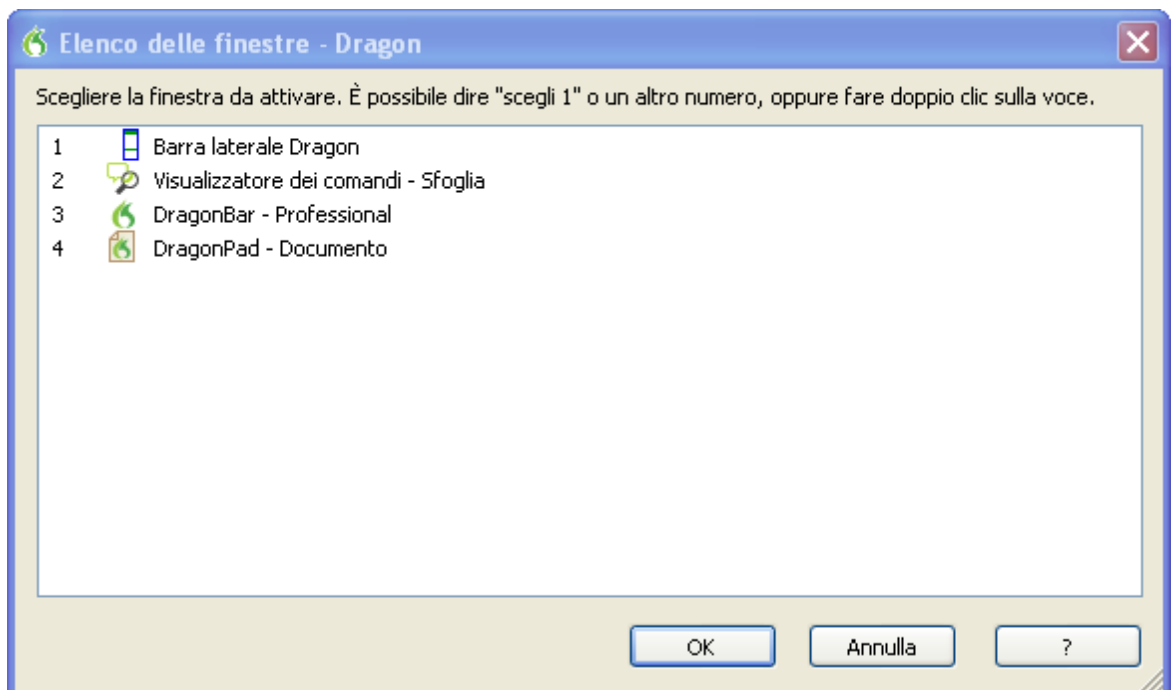 Elenco delle finestre - Dragon
Scegliere la finestra da attivare. È possibile dire "scegli 1" o un altro numero, oppure fare doppio clic sulla voce.
1 Barra laterale Dragon
2 Visualizzatore dei comandi - Sfoglia
3 DragonBar - Professional
4 DragonPad - Documento
OK Annulla ?